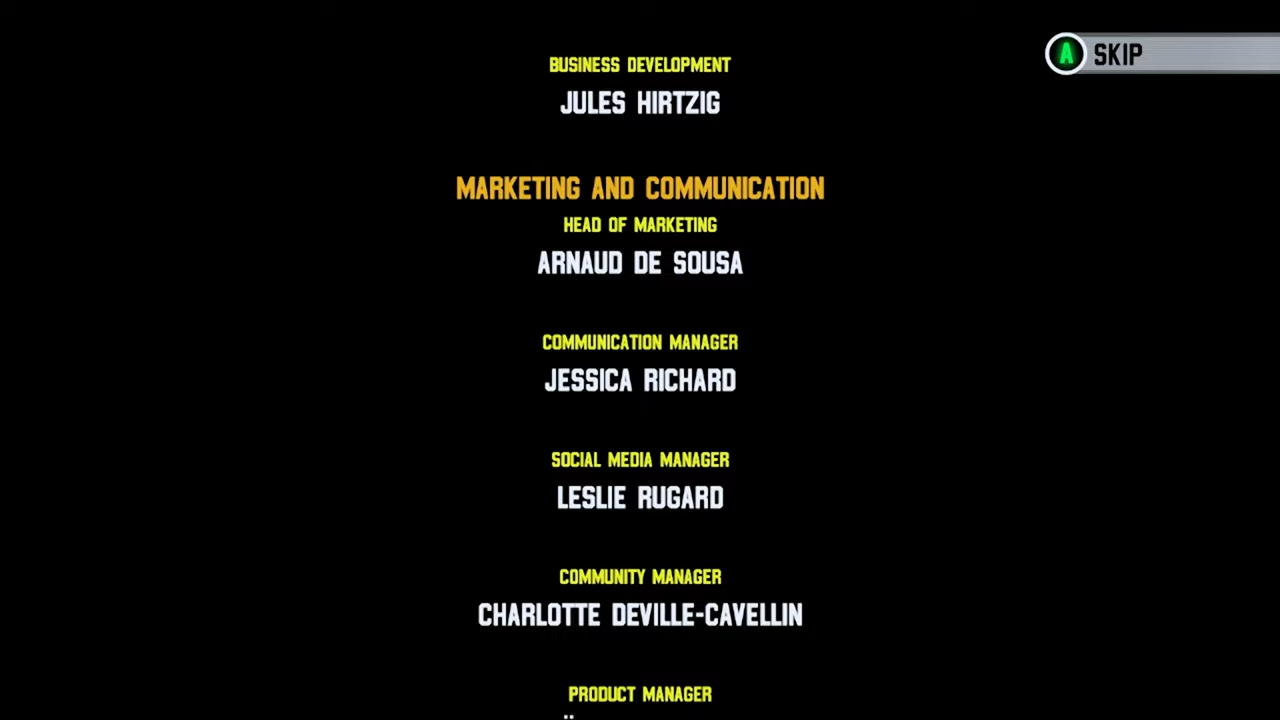 BUSINESS DEVELOPMENT
JULES HIRTZIG
A SKIP
MARKETING AND COMMUNICATION
HEAD OF MARKETING
ARNAUD DE SOUSA
COMMUNICATION MANAGER
JESSICA RICHARD
SOCIAL MEDIA MANAGER
LESLIE RUGARD
COMMUNITY MANAGER
CHARLOTTE DEVILLE-CAVELLIN
PRODUCT MANAGER